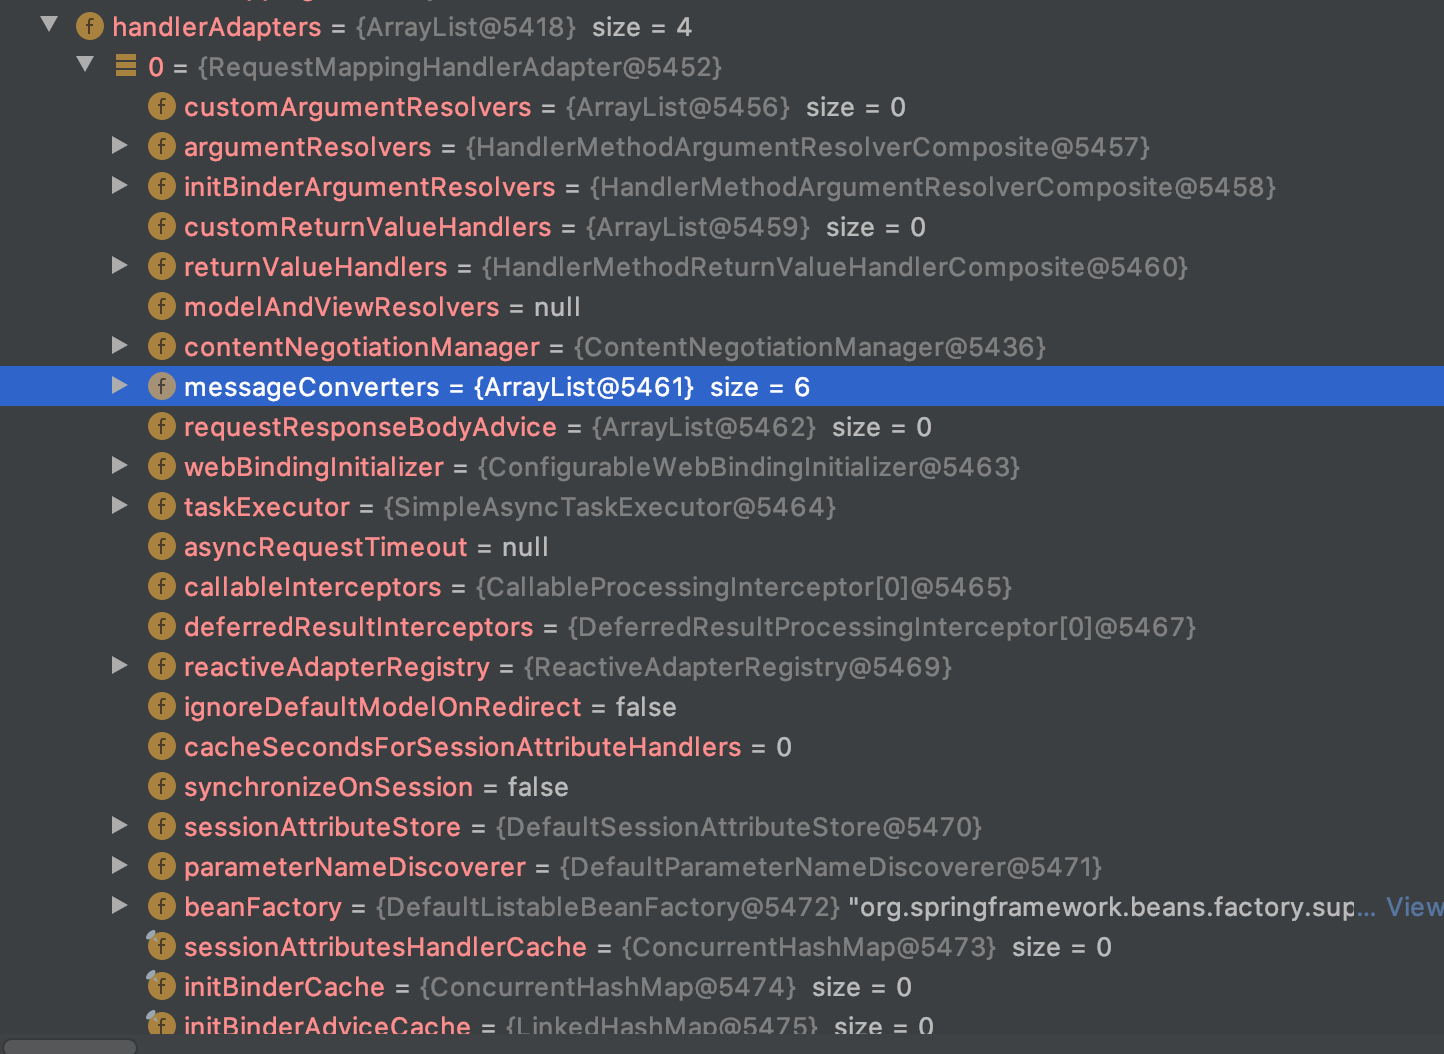 handlerAdapters = {ArrayList@5418} size = 4
0 = {RequestMappingHandlerAdapter@5452}
f customArgumentResolvers = {ArrayList@5456} size = 0
f argumentResolvers = {HandlerMethodArgumentResolverComposite@5457}
f initBinderArgumentResolvers = {HandlerMethodArgumentResolverComposite@5458}
f customReturnValueHandlers = {ArrayList@5459} size = 0
f returnValueHandlers = {HandlerMethodReturnValueHandlerComposite@5460}
f modelAndViewResolvers = null
f contentNegotiationManager = {ContentNegotiationManager@5436}
f messageConverters = {ArrayList@5461} size = 6
f requestResponseBodyAdvice = {ArrayList@5462} size = 0
f webBindingInitializer = {ConfigurableWebBindingInitializer@5463}
f taskExecutor = {SimpleAsyncTaskExecutor@5464}
f asyncRequestTimeout = null
f callableInterceptors = {CallableProcessingInterceptor[0]@5465}
f deferredResultInterceptors = {DeferredResultProcessingInterceptor[0]@5467}
f reactiveAdapterRegistry = {ReactiveAdapterRegistry@5469}
f ignoreDefaultModelOnRedirect = false
f cacheSecondsForSessionAttributeHandlers = 0
f synchronizeOnSession = false
f sessionAttributeStore = {DefaultSessionAttributeStore@5470}
f parameterNameDiscoverer = {DefaultParameterNameDiscoverer@5471}
f beanFactory = {DefaultListableBeanFactory@5472} "org.springframework.beans.factory.sup... View
f sessionAttributesHandlerCache = {ConcurrentHashMap@5473} size = 0
f initBinderCache = {ConcurrentHashMap@5474} size = 0
f initBinderAdviceCache = {LinkedHashMap@5475} size = 0